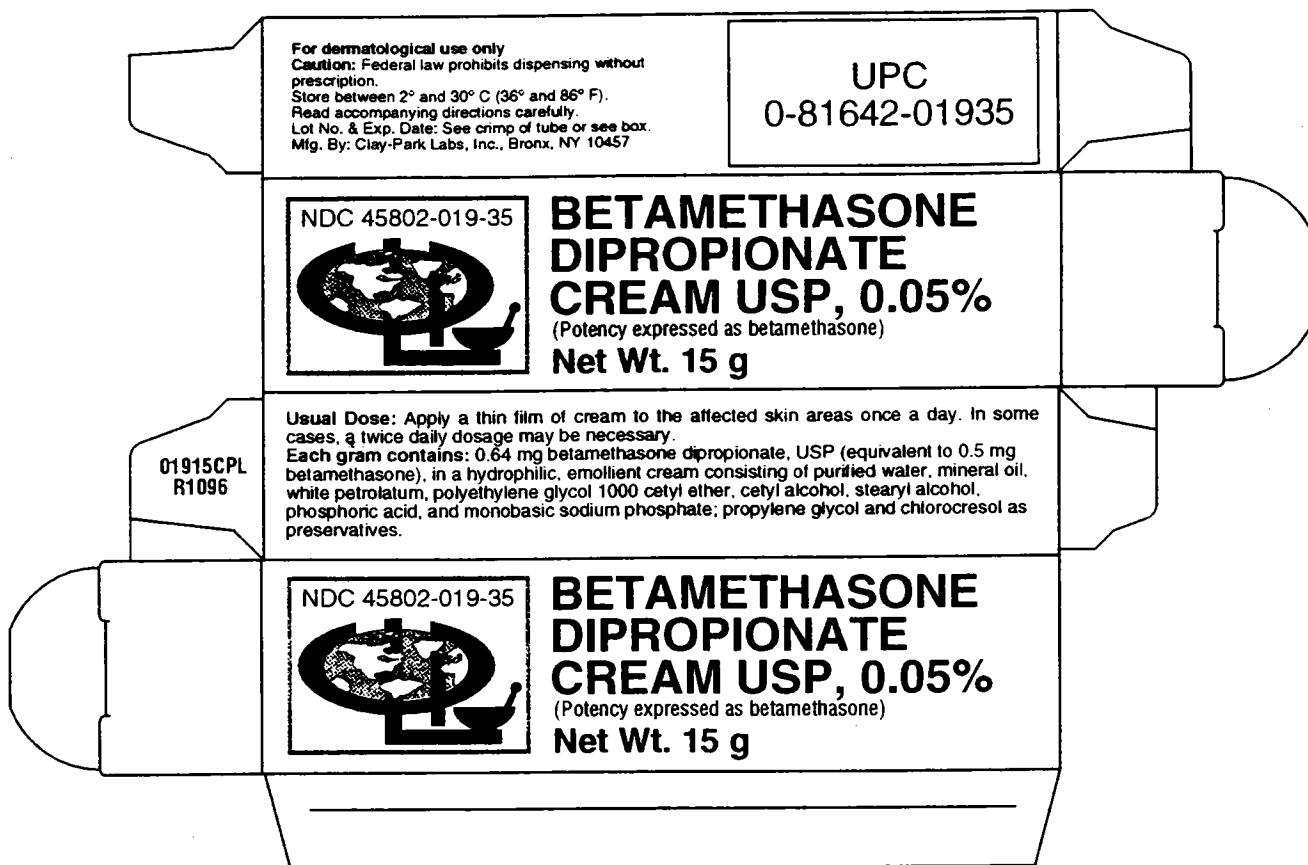 For dermatological use only
Caution: Federal law prohibits dispensing without
prescription.
Store between 2° and 30° C (36° and 86° F).
Read accompanying directions carefully.
Lot No. & Exp. Date: See crimp of tube or see box.
Mfg. By: Clay-Park Labs, Inc., Bronx, NY 10457
UPC
0-81642-01935
NDC 45802-019-35
BETAMETHASONE
DIPROPIONATE
CREAM USP, 0.05%
(Potency expressed as betamethasone)
Net Wt. 15 g
Usual Dose: Apply a thin film of cream to the affected skin areas once a day. In some
cases, a twice daily dosage may be necessary.
Each gram contains: 0.64 mg betamethasone dipropionate, USP (equivalent to 0.5 mg
betamethasone), in a hydrophilic, emollient cream consisting of purified water, mineral oil,
white petrolatum, polyethylene glycol 1000 cetyl ether, cetyl alcohol, stearyl alcohol,
phosphoric acid, and monobasic sodium phosphate; propylene glycol and chlorocresol as
preservatives.
01915CPL
R1096
NDC 45802-019-35
BETAMETHASONE
DIPROPIONATE
CREAM USP, 0.05%
(Potency expressed as betamethasone)
Net Wt. 15 g